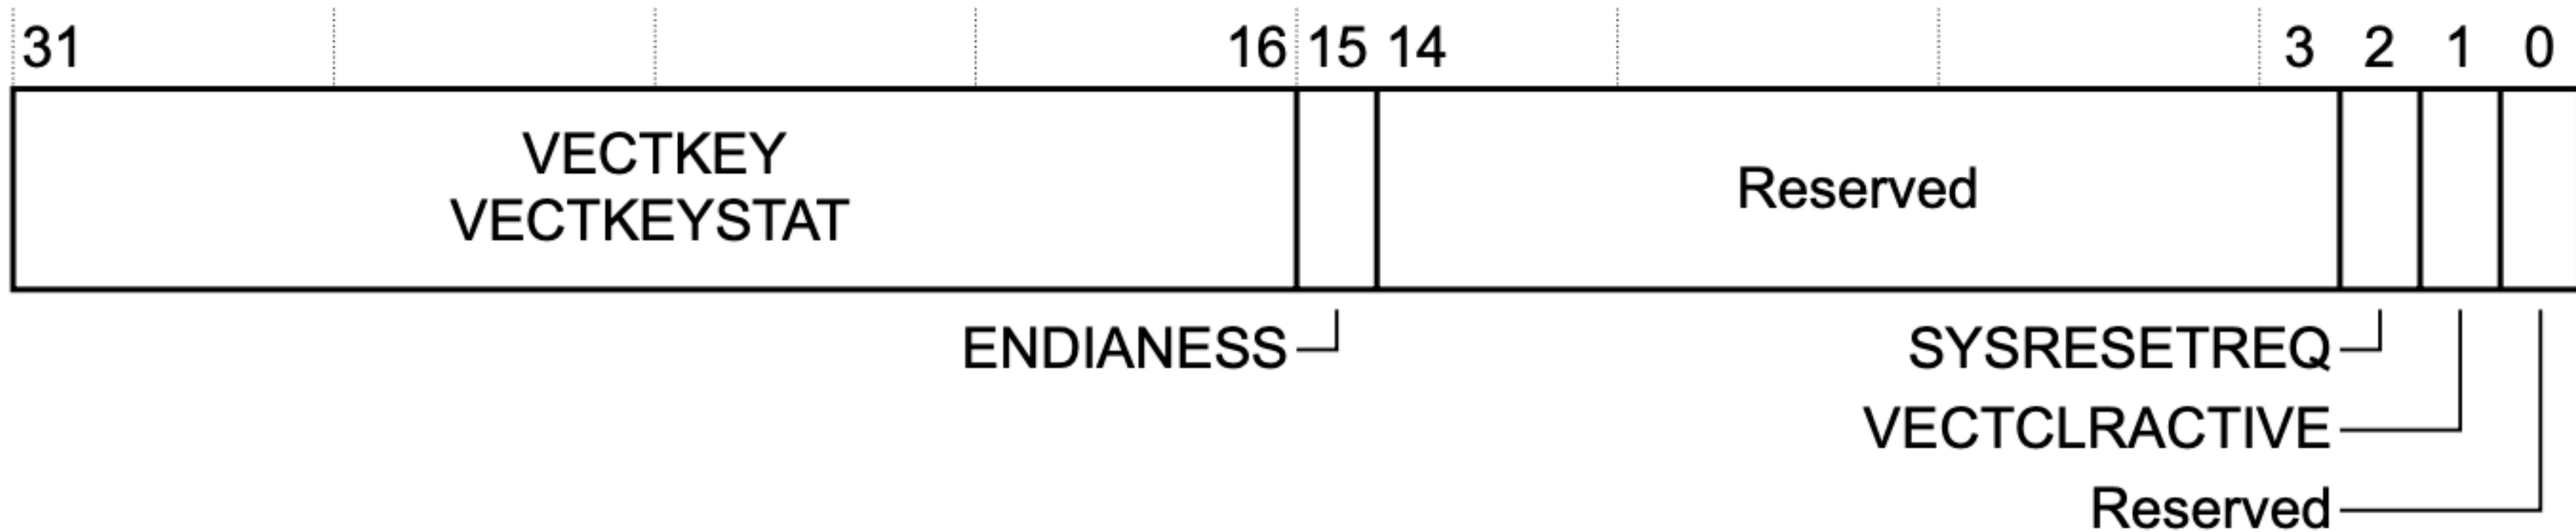 31 16 15 14 3 2 1 0
VECTKEY
VECTKEYSTAT
Reserved
ENDIANESS
SYSRESETREQ
VECTCLRACTIVE
Reserved